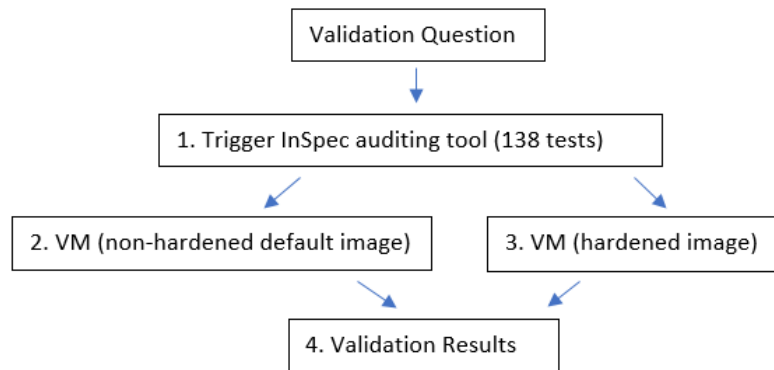 Validation Question
1. Trigger InSpec auditing tool (138 tests)
2. VM (non-hardened default image)
3. VM (hardened image)
4. Validation Results